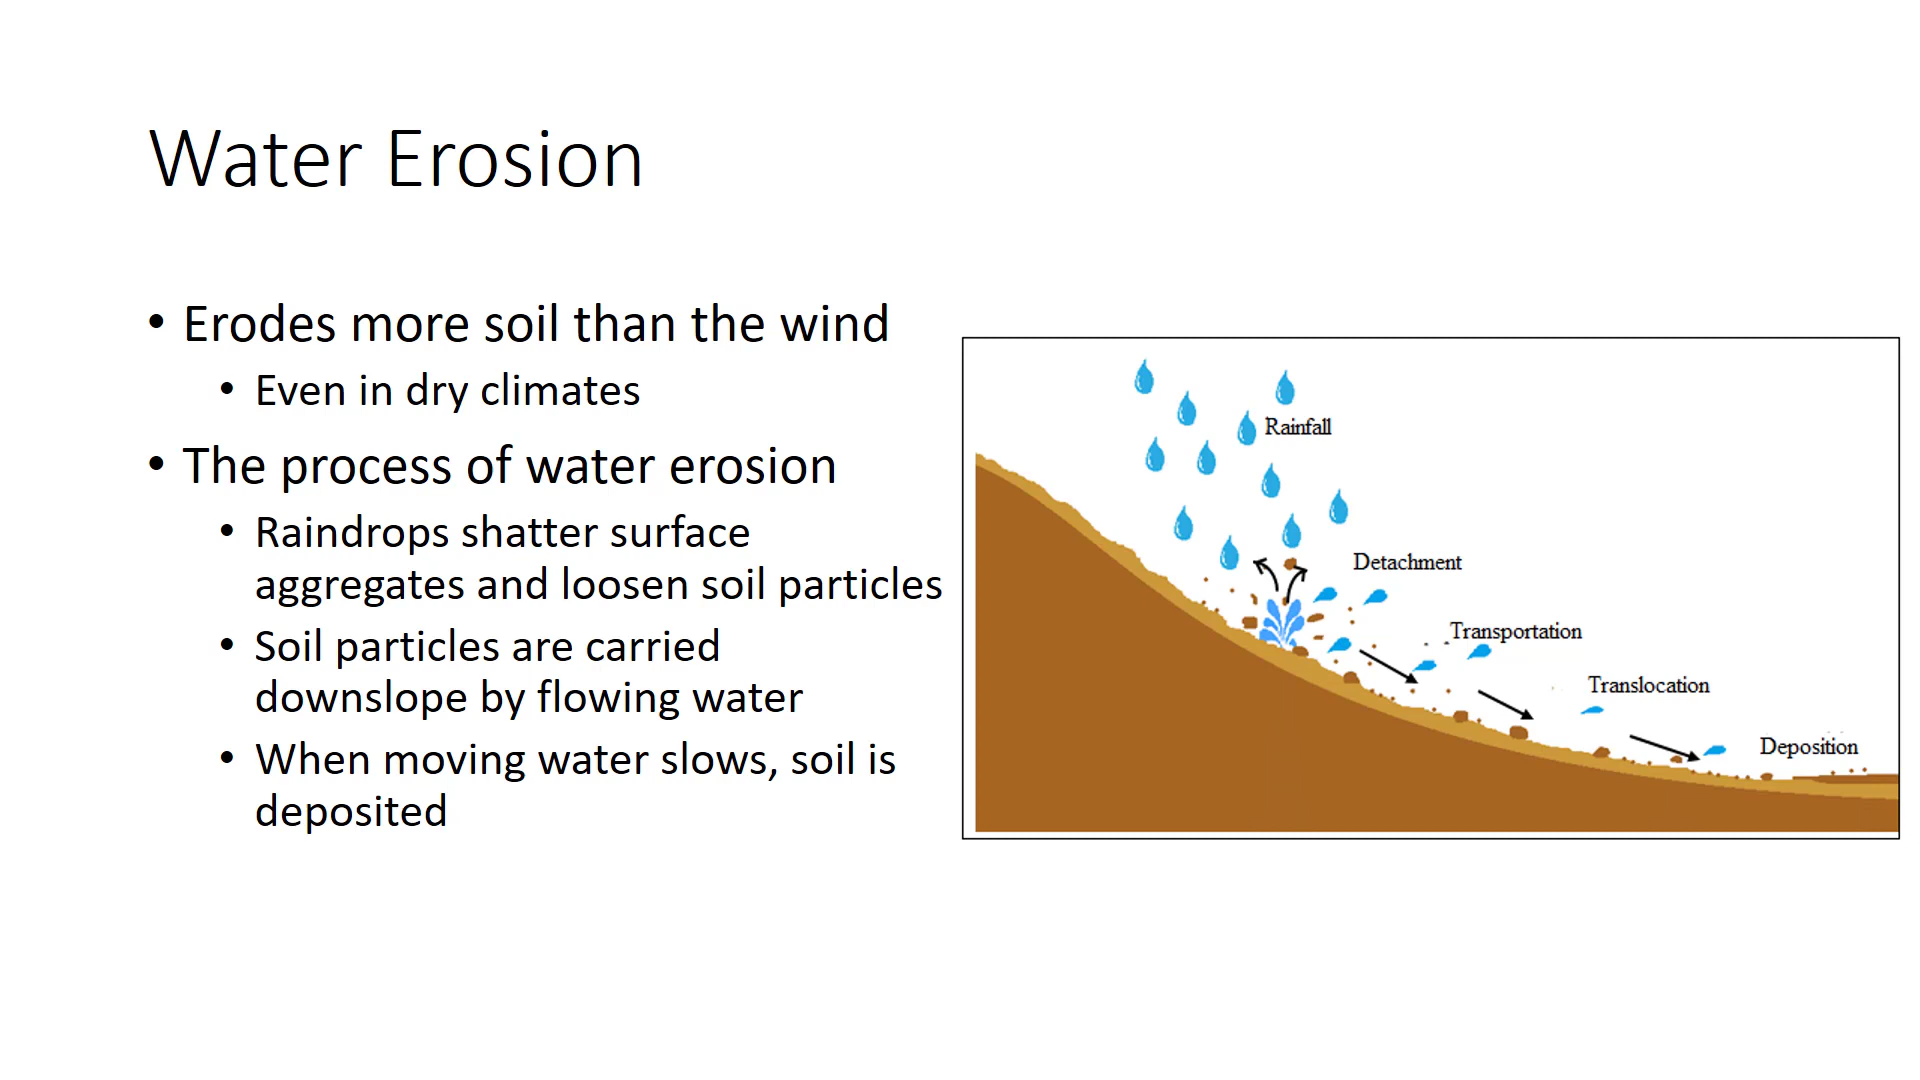 Water Erosion
• Erodes more soil than the wind
• Even in dry climates
• The process of water erosion
• Raindrops shatter surface
aggregates and loosen soil particles
• Soil particles are carried
downslope by flowing water
• When moving water slows, soil is
deposited
Rainfall
Detachment
Transportation
Translocation
Deposition